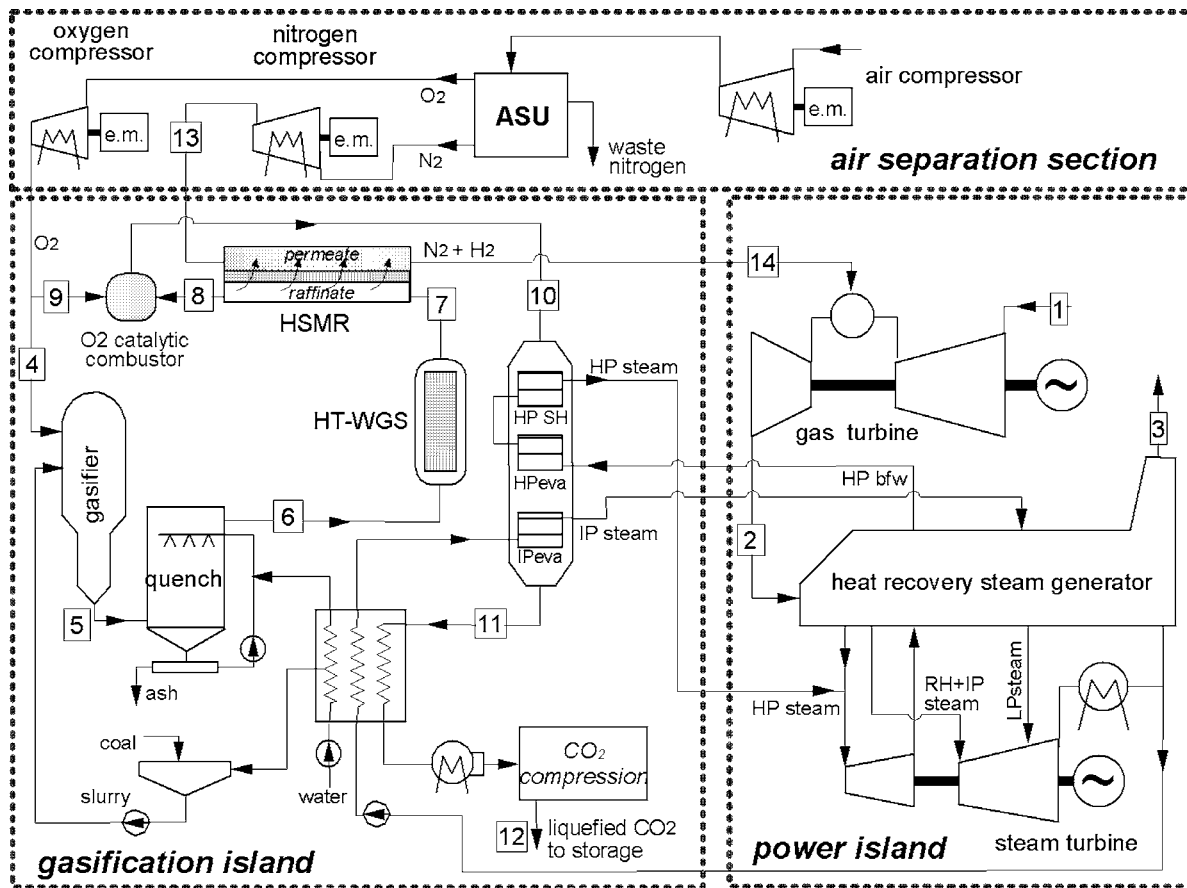 oxygen
compressor
nitrogen
compressor
air compressor
O2
ASU
e.m.
13
e.m.
e.m.
N2
waste
nitrogen
air separation section
O2
permeate
N2 + H2
14
raffinate
9
8
7
10
1
HSMR
O2 catalytic
combustor
4
HP steam
HP SH
HT-WGS
gas turbine
3
gasifier
HPeva
HP bfw
6
IP steam
2
IPeva
quench
heat recovery steam generator
5
11
ash
RH+IP
steam
LPsteam
HP steam
coal
CO2
compression
slurry
water
12
liquefied CO2
to storage
steam turbine
gasification island
power island